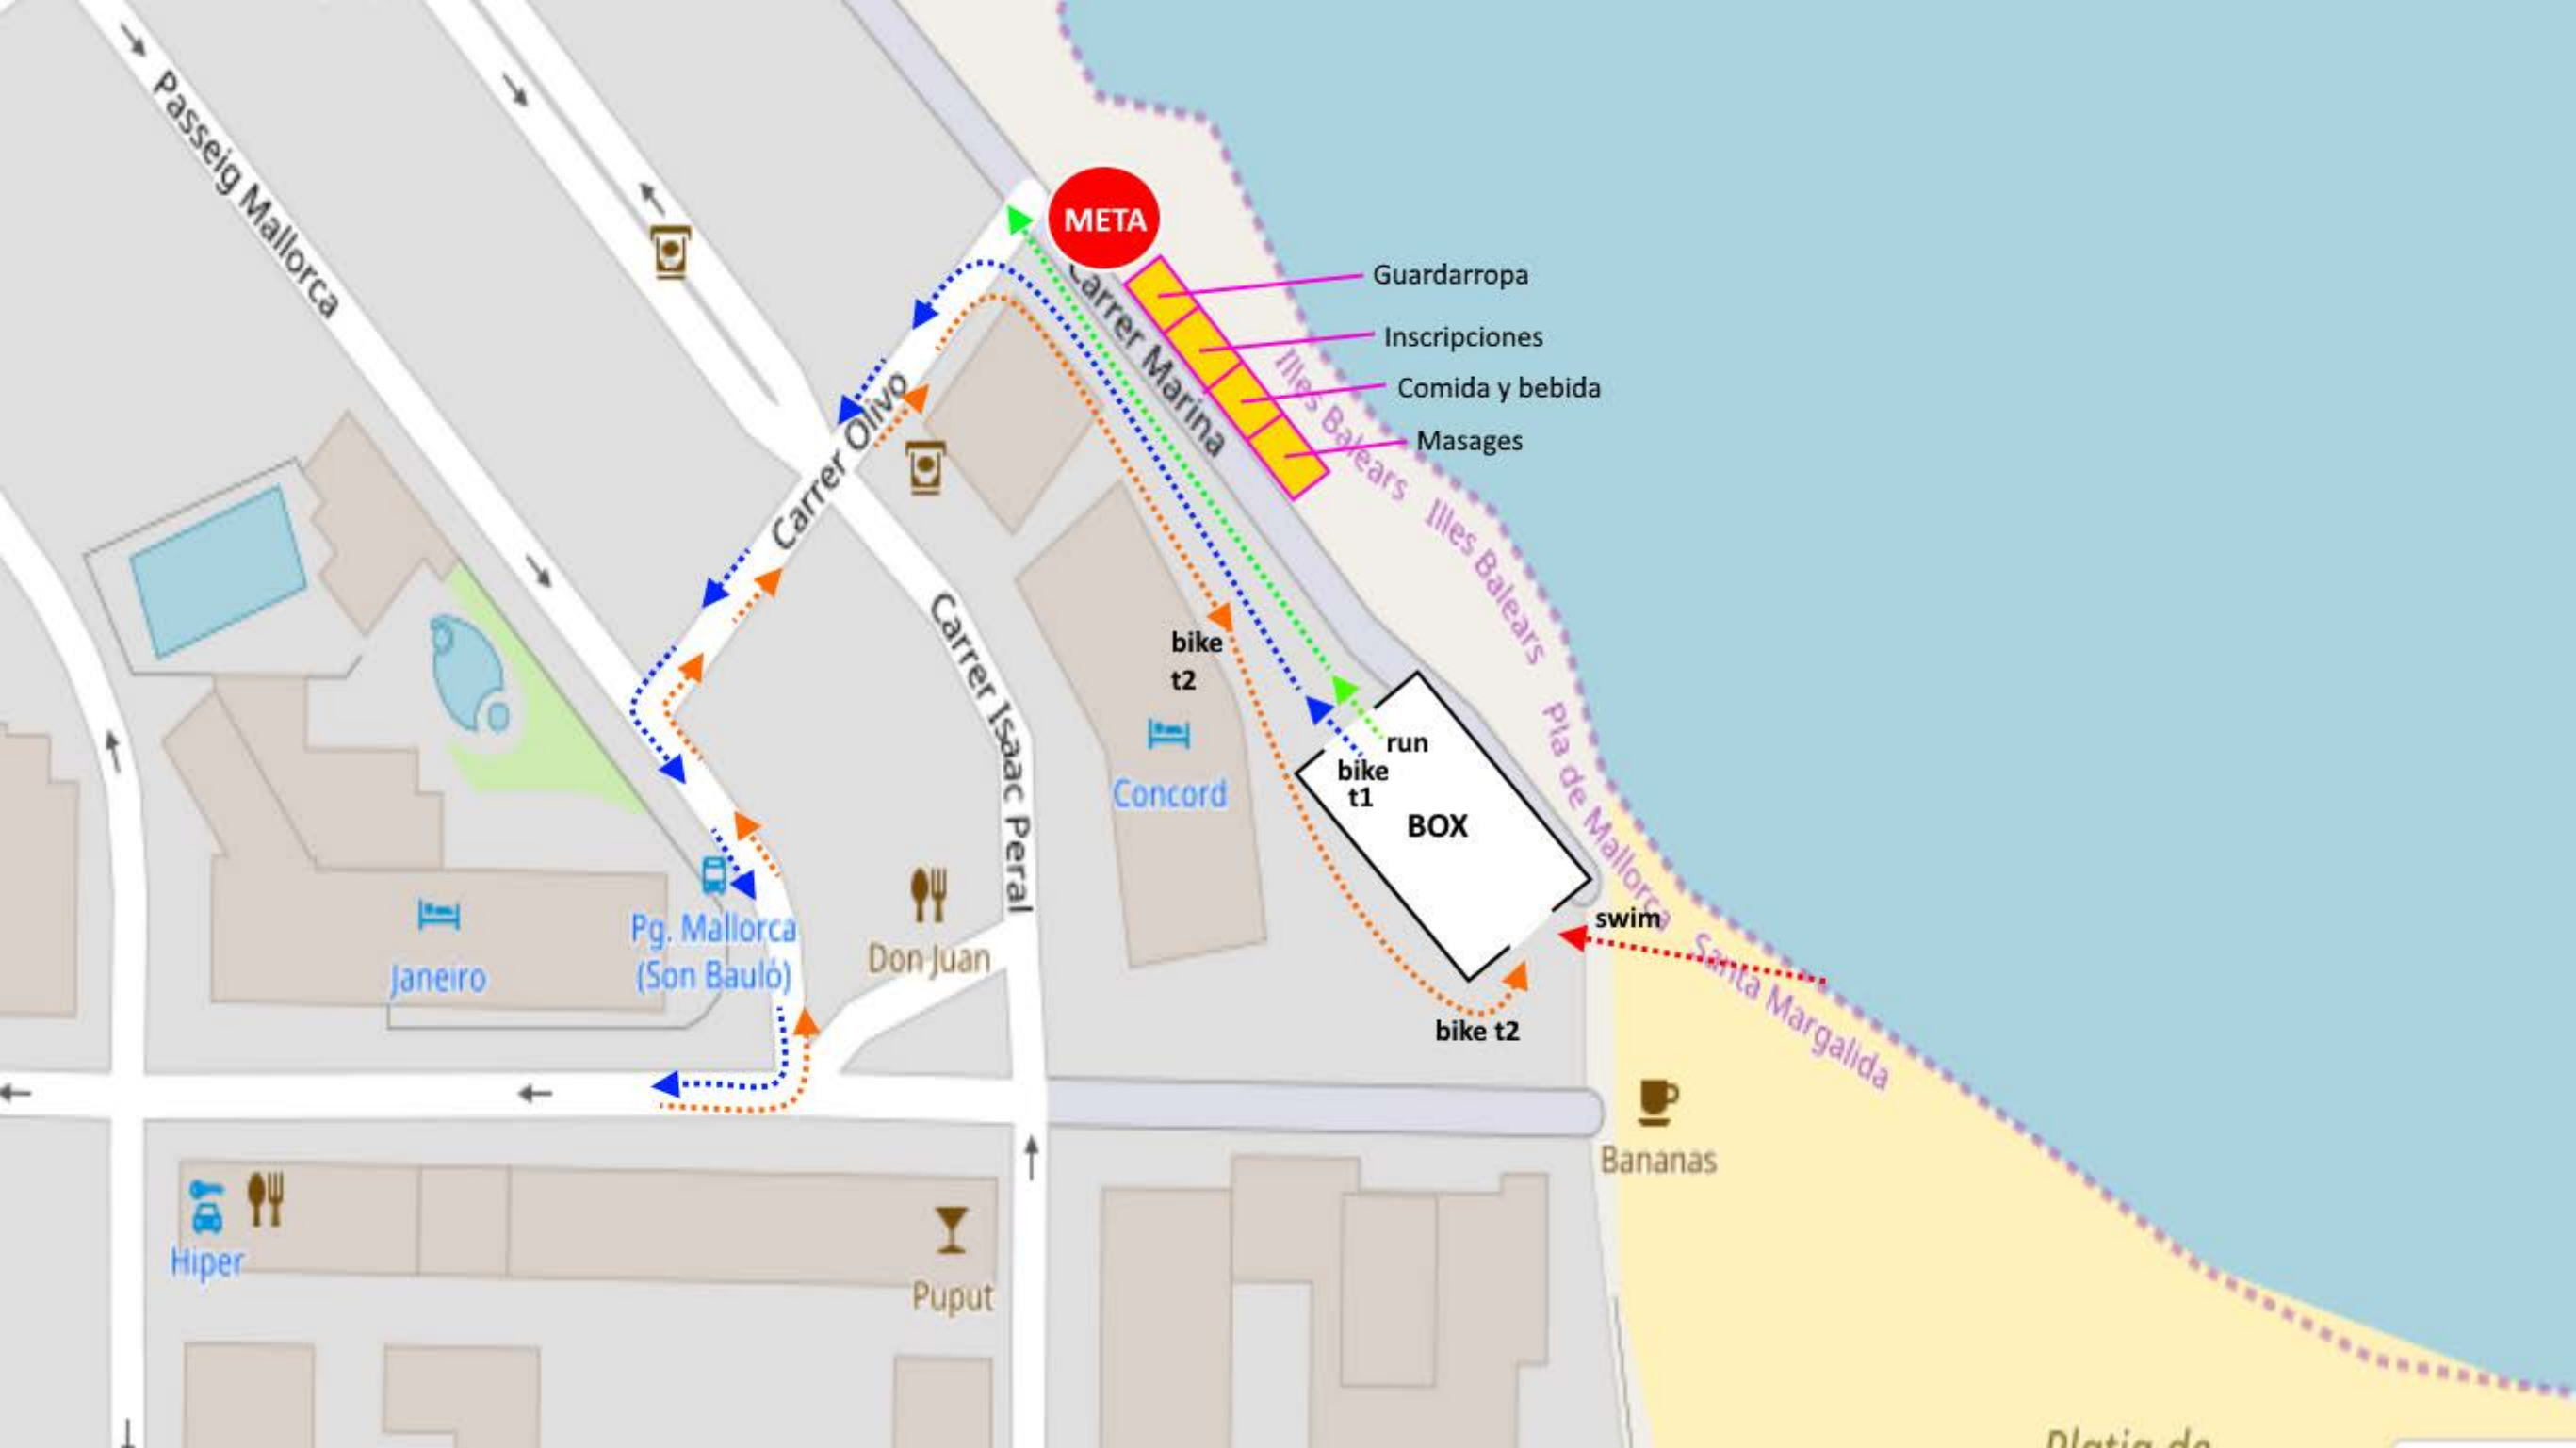 Passeig Mallorca
META
Guardarropa
Carrer Marina
Inscripciones
Illes Balears
Comida y bebida
Carrer Olivo
Masages
Illes Balears
Carrer Isaac Peral
bike
t2
Pla de Mallorca
run
bike
t1
Concord
BOX
swim
Don Juan
Pg. Mallorca
(Son Bauló)
Janeiro
Santa Margalida
bike t2
Bananas
Hiper
Puput
Platja de